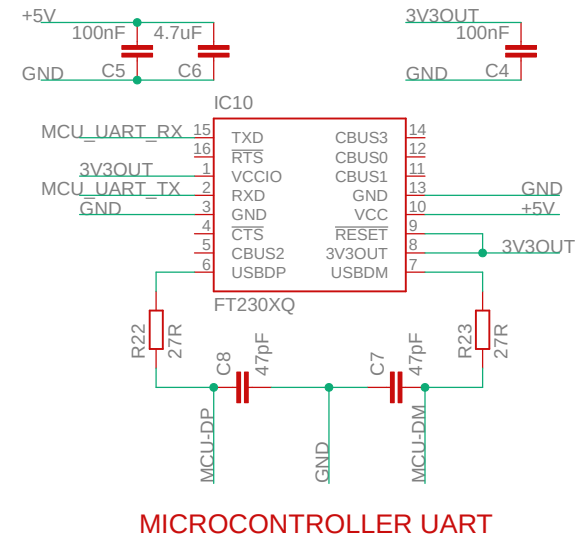 +5V
100nF 4.7uF
GND C5 C6
3V3OUT
100nF
GND C4
IC10
MCU_UART_RX 15 TXD CBUS3 14
16 RTS CBUS0 12
3V3OUT 1 VCCIO CBUS1 11
MCU_UART_TX 2 RXD GND 13 GND
GND 3 GND VCC 10 +5V
4 CTS RESET 9
5 CBUS2 3V3OUT 8 3V3OUT
6 USBDP USBDM 7
FT230XQ
R22 27R
C8 47pF
C7 47pF
R23 27R
MCU-DP
GND
MCU-DM
MICROCONTROLLER UART